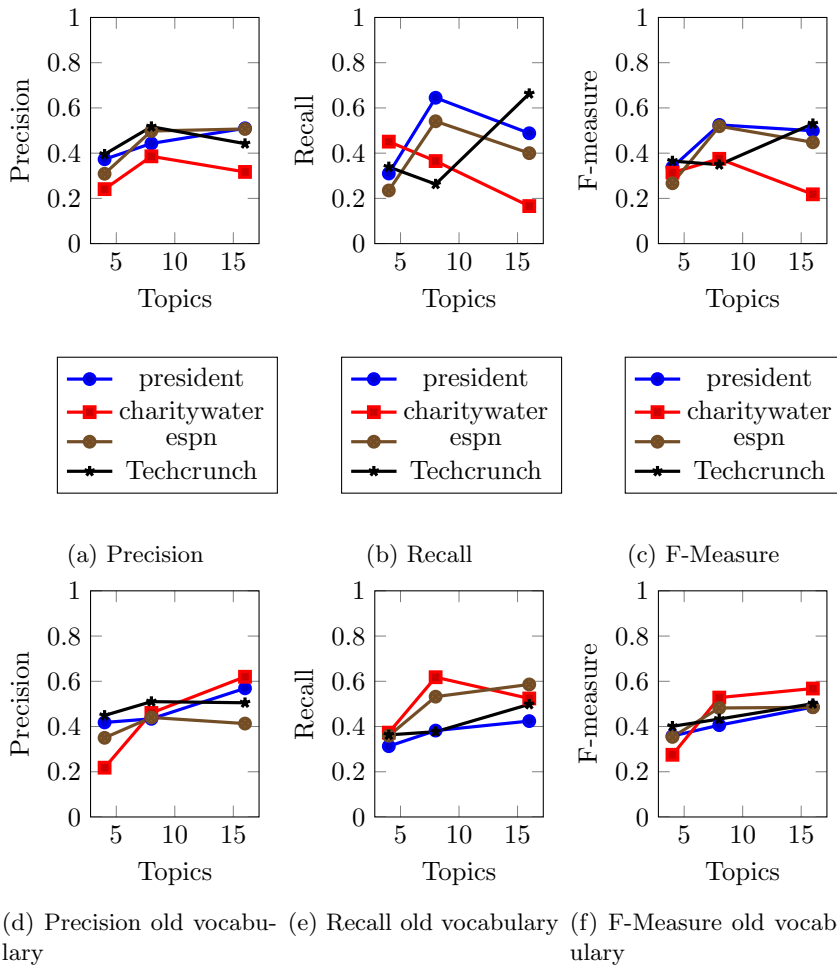 1
0.8
0.6
0.4
0.2
0
Precision
5 10 15
Topics
1
0.8
0.6
0.4
0.2
0
Recall
5 10 15
Topics
1
0.8
0.6
0.4
0.2
0
F-measure
5 10 15
Topics
president
charitywater
espn
Techcrunch
president
charitywater
espn
Techcrunch
president
charitywater
espn
Techcrunch
(a) Precision
(b) Recall
(c) F-Measure
1
0.8
0.6
0.4
0.2
0
Precision
5 10 15
Topics
1
0.8
0.6
0.4
0.2
0
Recall
5 10 15
Topics
1
0.8
0.6
0.4
0.2
0
F-measure
5 10 15
Topics
(d) Precision old vocabu-
lary
(e) Recall old vocabulary
(f) F-Measure old vocab
ulary